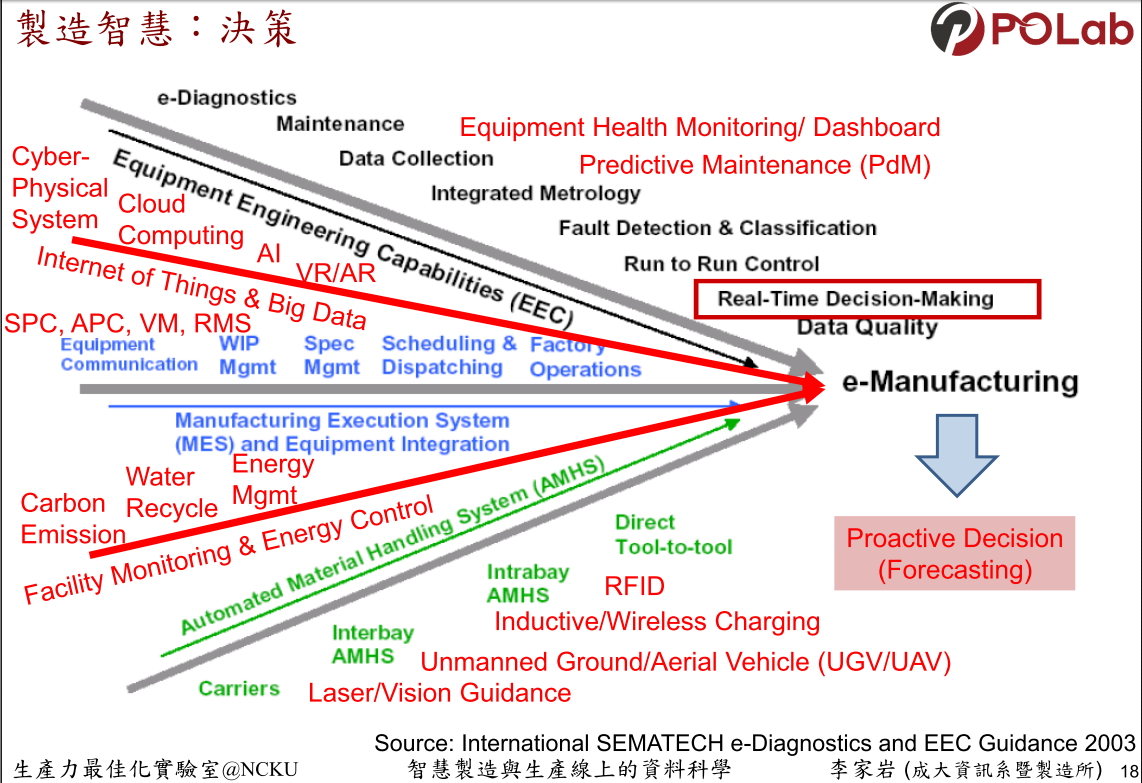 製造智慧：決策
POLab
e-Diagnostics
Maintenance
Equipment Health Monitoring/ Dashboard
Data Collection
Predictive Maintenance (PdM)
Integrated Metrology
Fault Detection & Classification
Run to Run Control
Real-Time Decision-Making
Data Quality
Equipment Engineering Capabilities (EEC)
Cyber-
Physical
System
Cloud
Computing
AI
VR/AR
Internet of Things & Big Data
SPC, APC, VM, RMS
Equipment
Communication
WIP
Mgmt
Spec
Mgmt
Scheduling &
Dispatching
Factory
Operations
e-Manufacturing
Manufacturing Execution System
(MES) and Equipment Integration
Carbon
Emission
Water
Recycle
Energy
Mgmt
Facility Monitoring & Energy Control
Automated Material Handling System (AMHS)
Direct
Tool-to-tool
Intrabay
AMHS
RFID
Inductive/Wireless Charging
Interbay
AMHS
Unmanned Ground/Aerial Vehicle (UGV/UAV)
Carriers
Laser/Vision Guidance
Proactive Decision
(Forecasting)
Source: International SEMATECH e-Diagnostics and EEC Guidance 2003
生產力最佳化實驗室@NCKU
智慧製造與生產線上的資料科學
李家岩 (成大資訊系暨製造所)
18